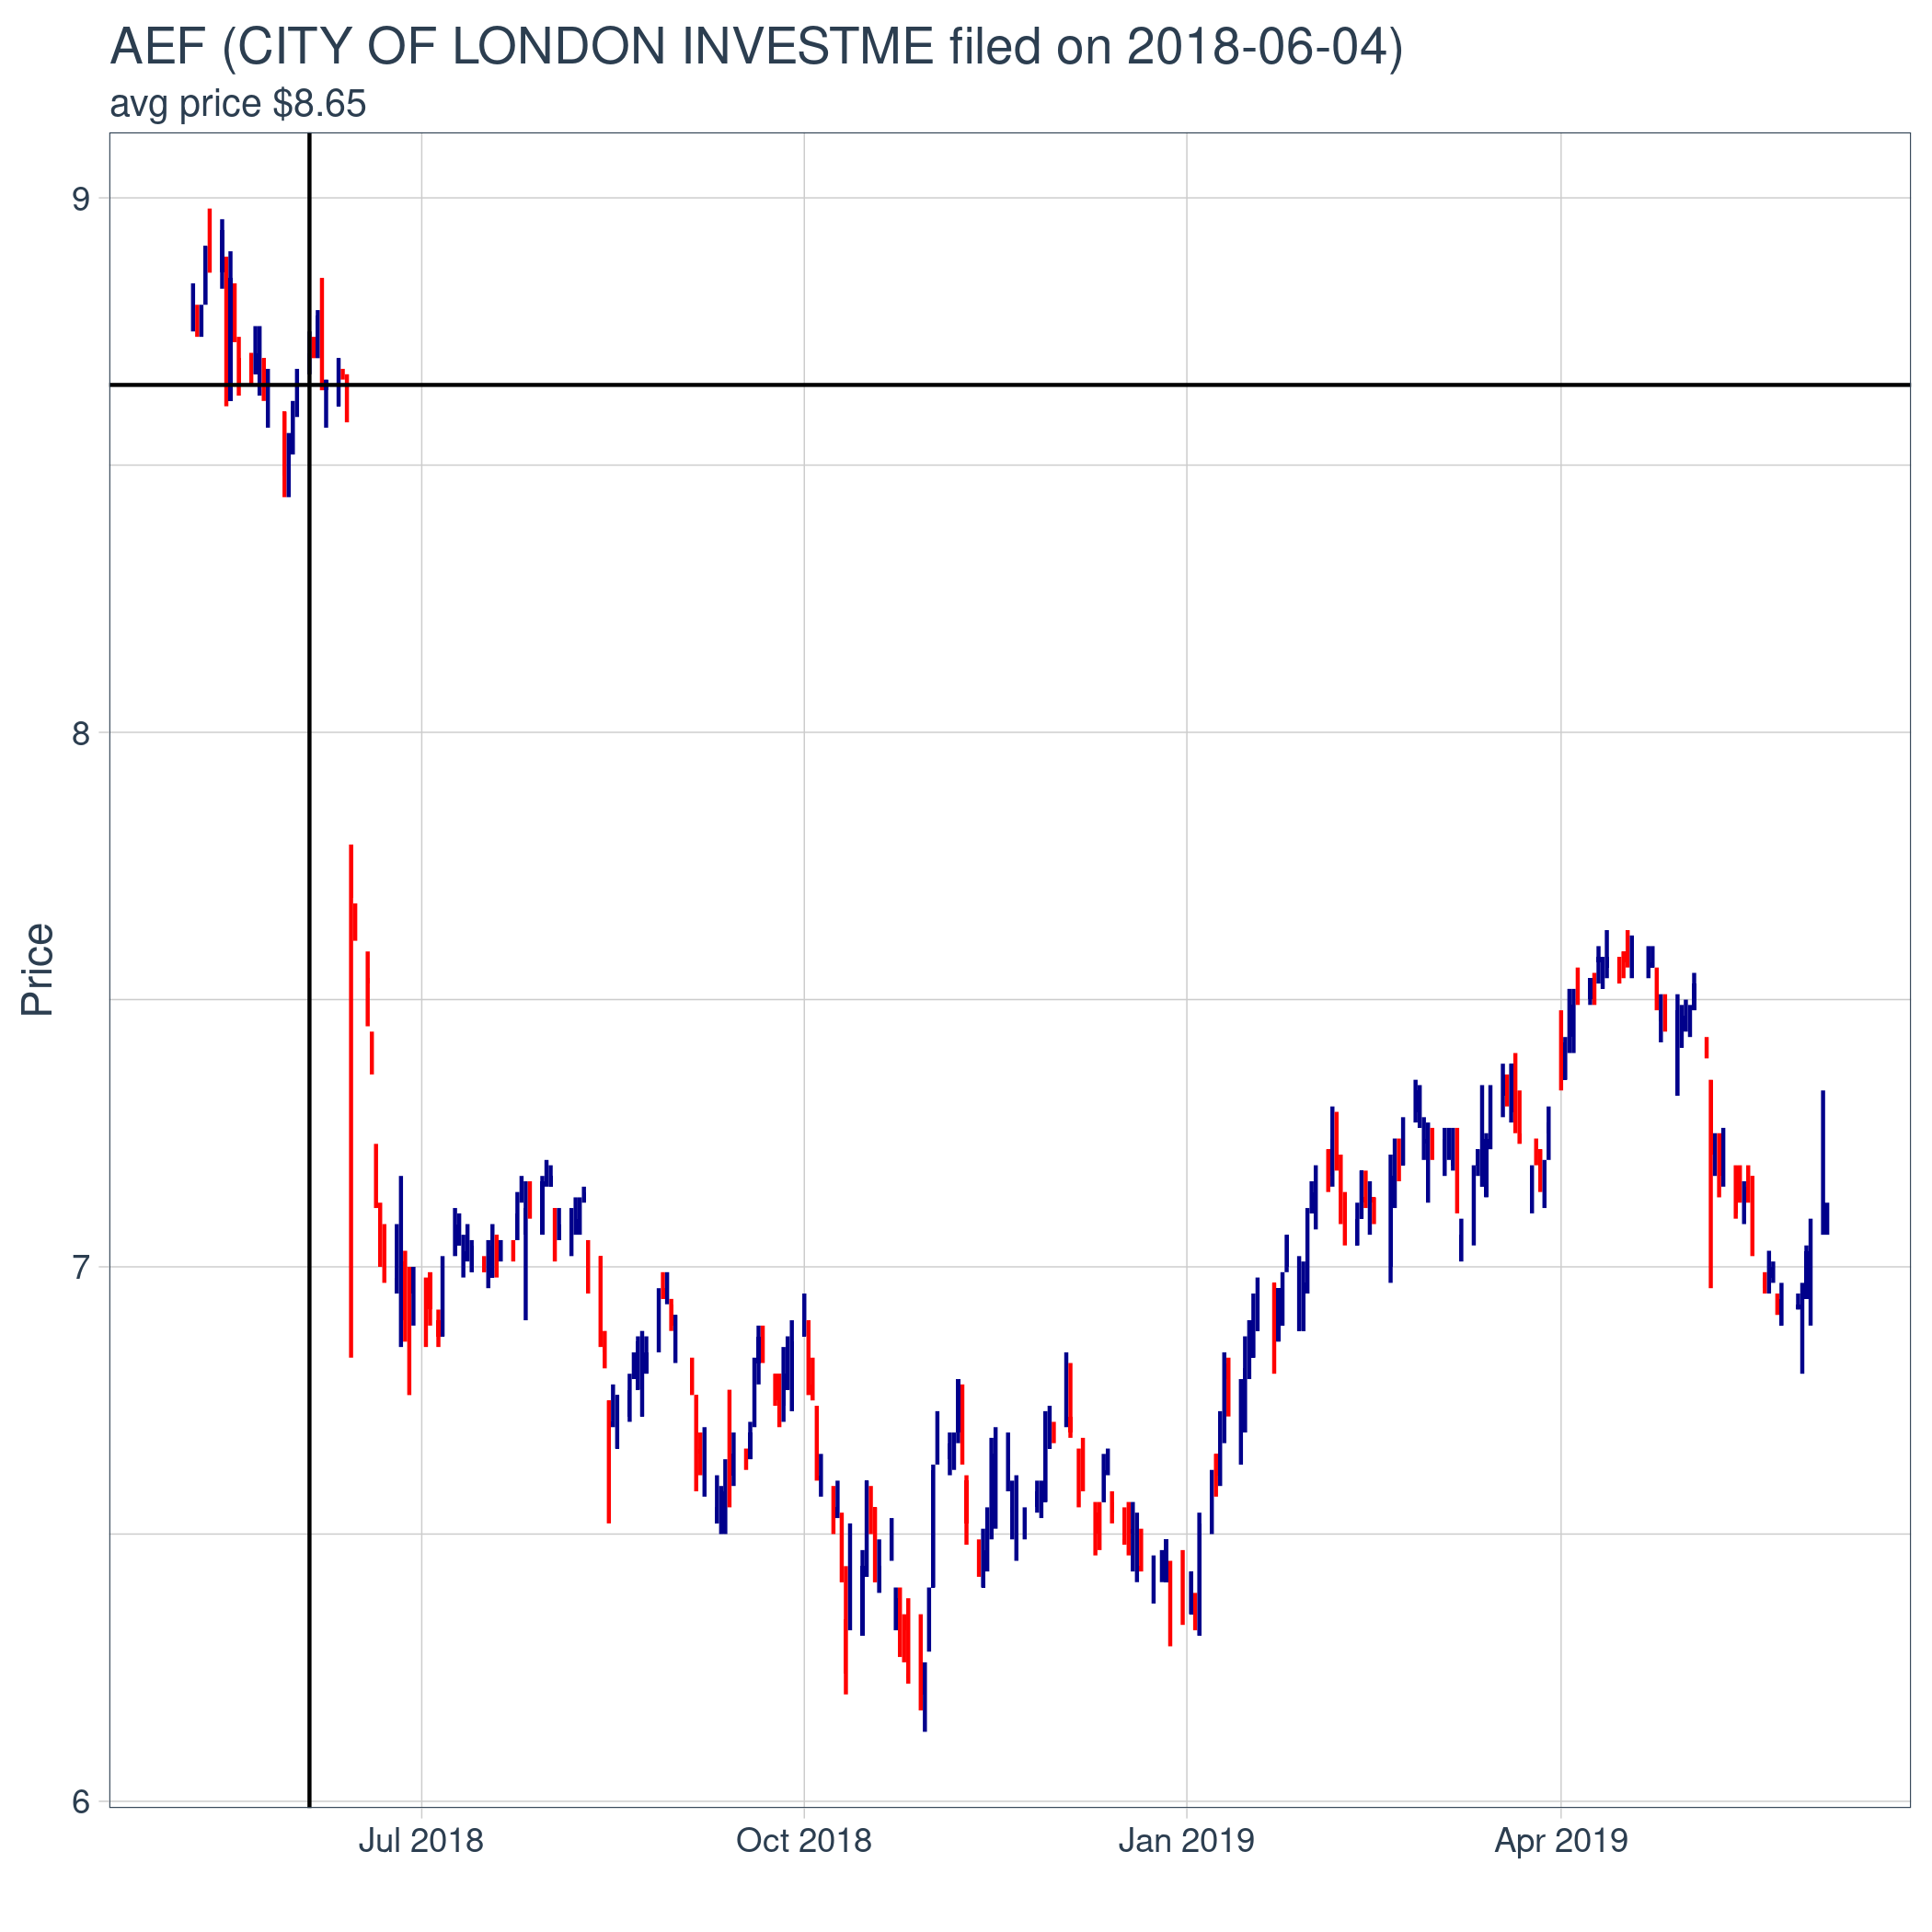 AEF (CITY OF LONDON INVESTME filed on 2018-06-04)
avg price $8.65
9
8
7
6
Price
Jul 2018
Oct 2018
Jan 2019
Apr 2019